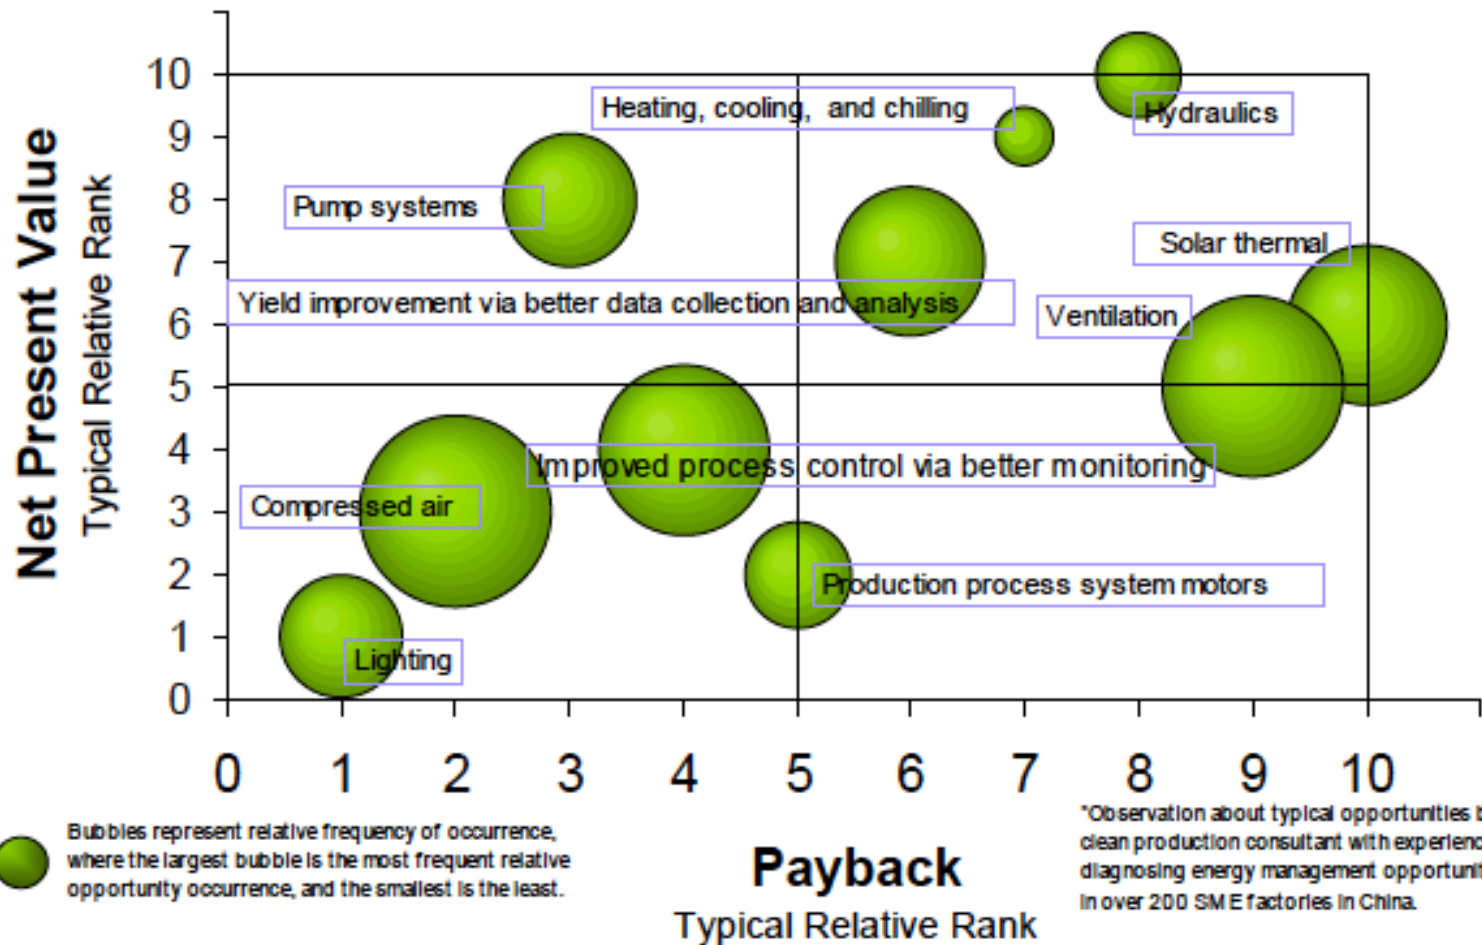 Net Present Value
Typical Relative Rank
10
9
8
7
6
5
4
3
2
1
0
Heating, cooling, and chilling
Hydraulics
Pump systems
Solar thermal
Yield improvement via better data collection and analysis
Ventilation
Improved process control via better monitoring
Compressed air
Production process system motors
Lighting
0 1 2 3 4 5 6 7 8 9 10
Bubbles represent relative frequency of occurrence,
where the largest bubble is the most frequent relative
opportunity occurrence, and the smallest is the least.
Payback
Typical Relative Rank
"Observation about typical opportunities
clean production consultant with
diagnosing energy management
in over 200 SME factories in China.